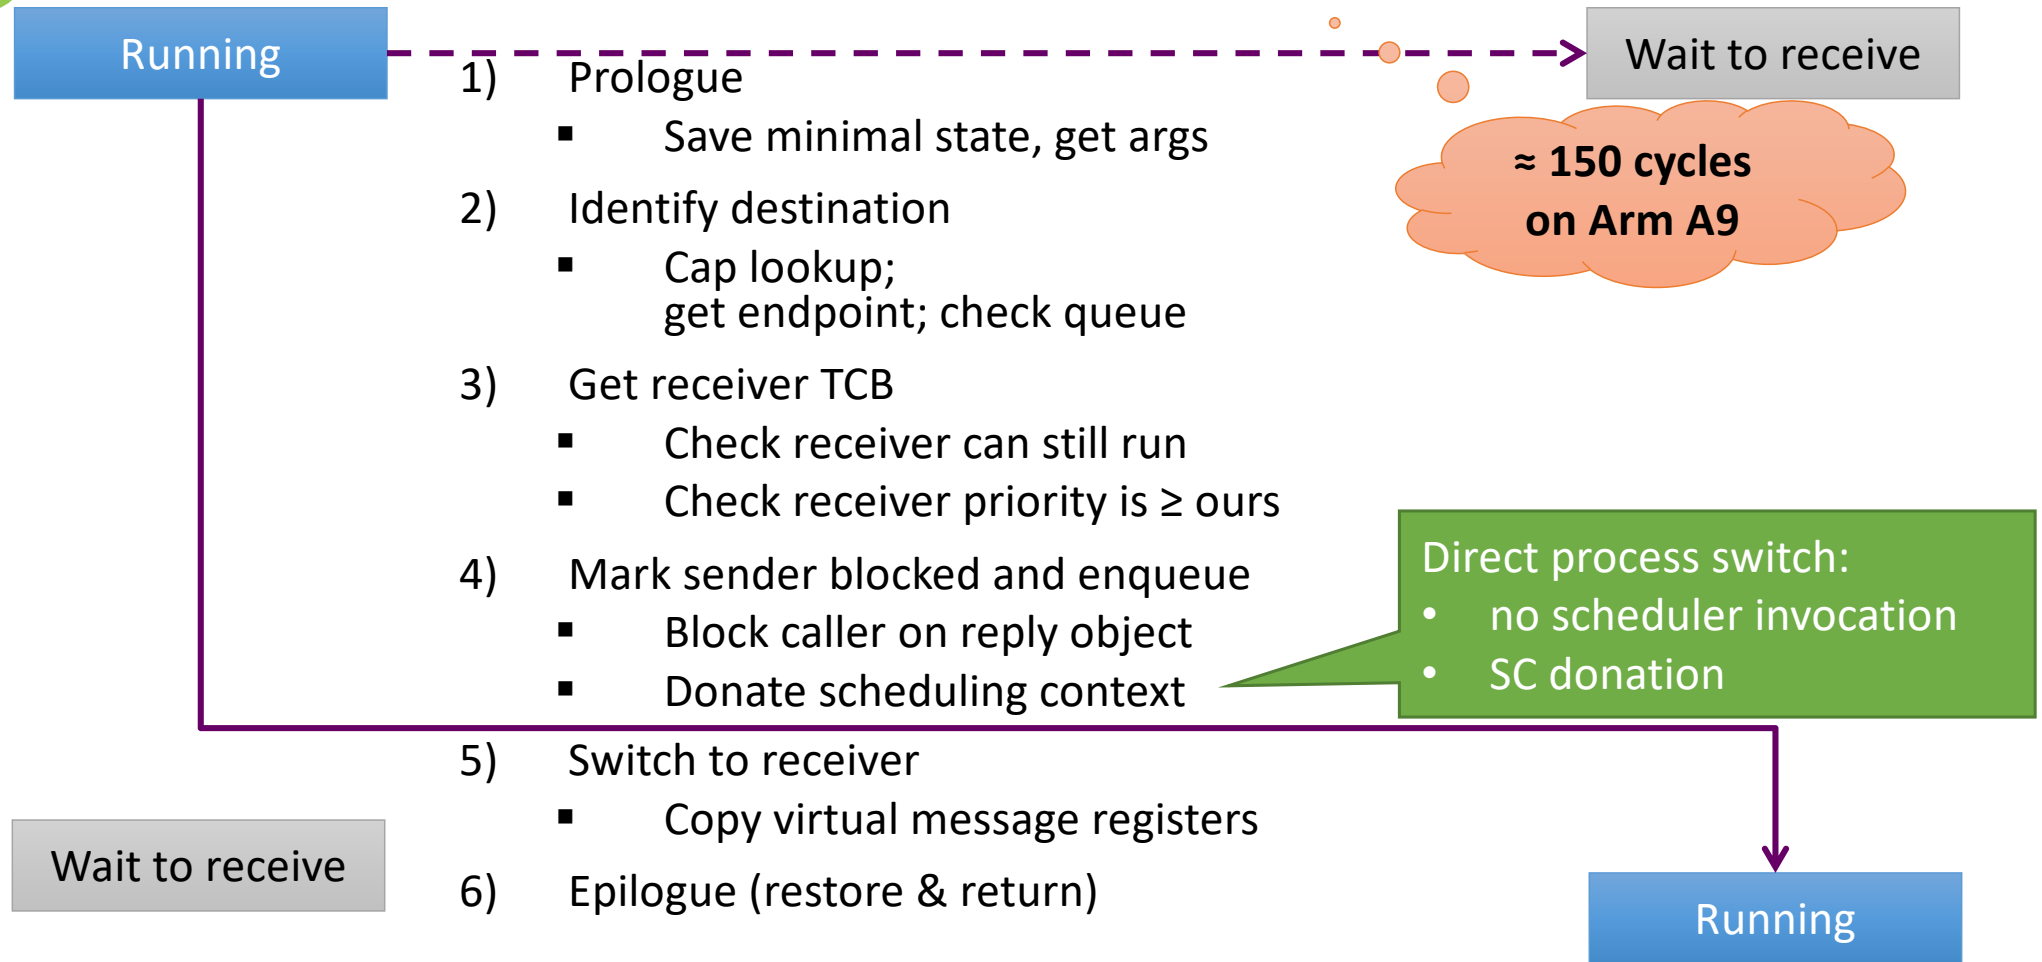 Running
Wait to receive
1) Prologue
▪ Save minimal state, get args
≈ 150 cycles
on Arm A9
2) Identify destination
▪ Cap lookup;
get endpoint; check queue
3) Get receiver TCB
▪ Check receiver can still run
▪ Check receiver priority is ≥ ours
4) Mark sender blocked and enqueue
▪ Block caller on reply object
▪ Donate scheduling context
Direct process switch:
• no scheduler invocation
• SC donation
5) Switch to receiver
▪ Copy virtual message registers
6) Epilogue (restore & return)
Wait to receive
Running